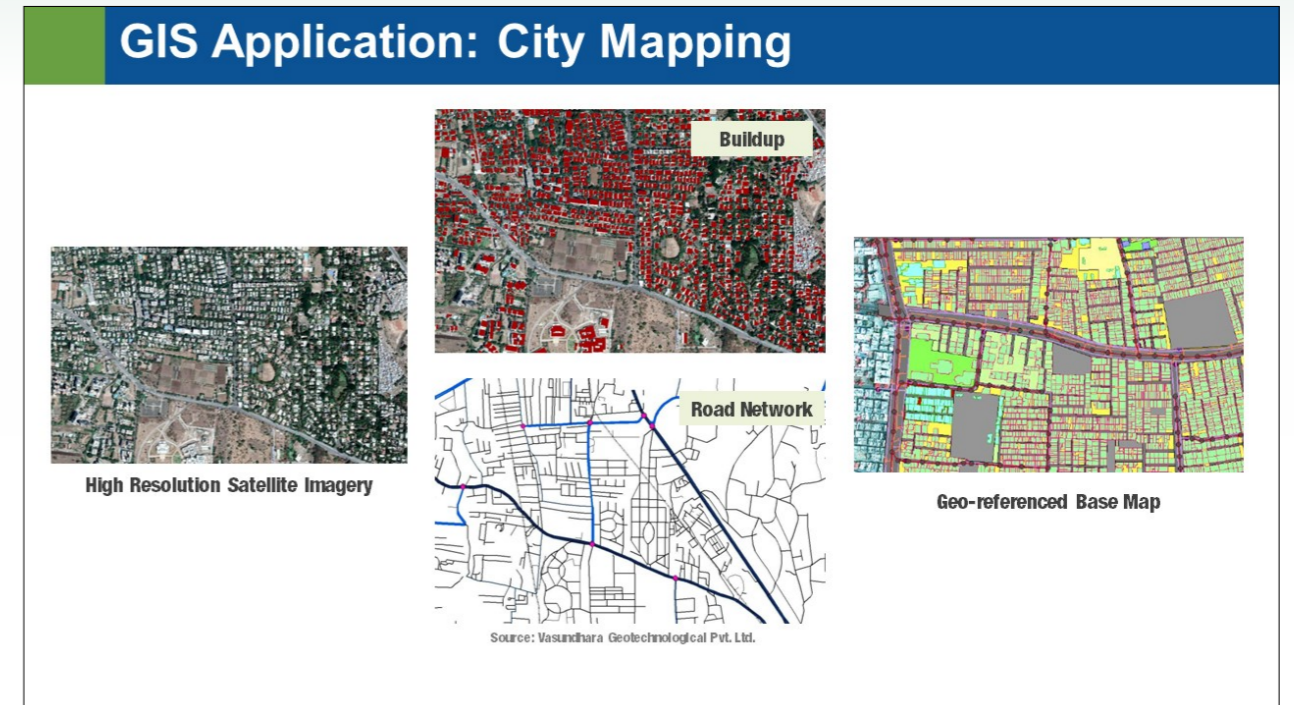 GIS Application: City Mapping
Buildup
High Resolution Satellite Imagery
Road Network
Geo-referenced Base Map
Source: Vasundhara Geotechnological Pvt. Ltd.